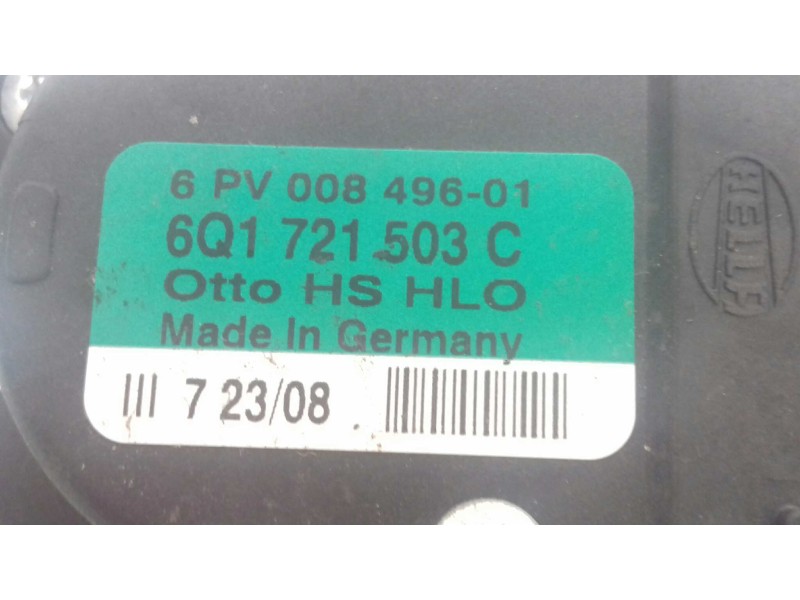 6 PV 008 496-01
6Q1 721 503 C
Otto HS HLO
Made In Germany
III 7 23/08
HELLA